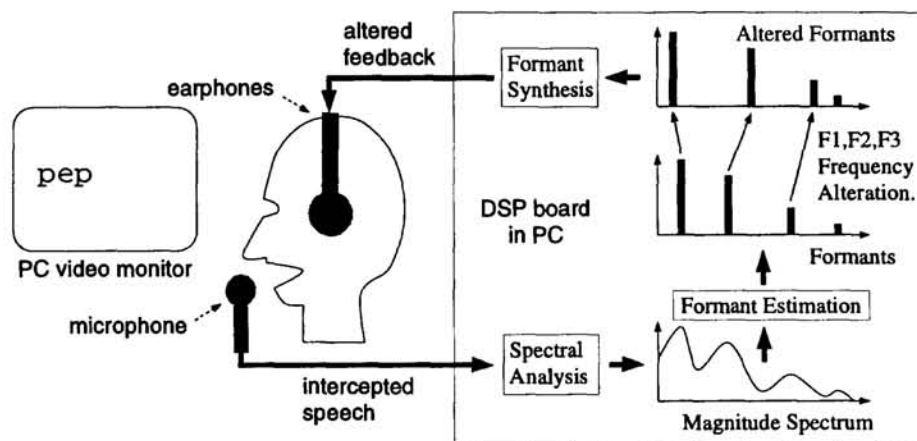 altered
feedback
earphones
pep
PC video monitor
microphone
intercepted
speech
Formant
Synthesis
Altered Formants
F1,F2,F3
Frequency
Alteration.
DSP board
in PC
Formants
Formant Estimation
Spectral
Analysis
Magnitude Spectrum